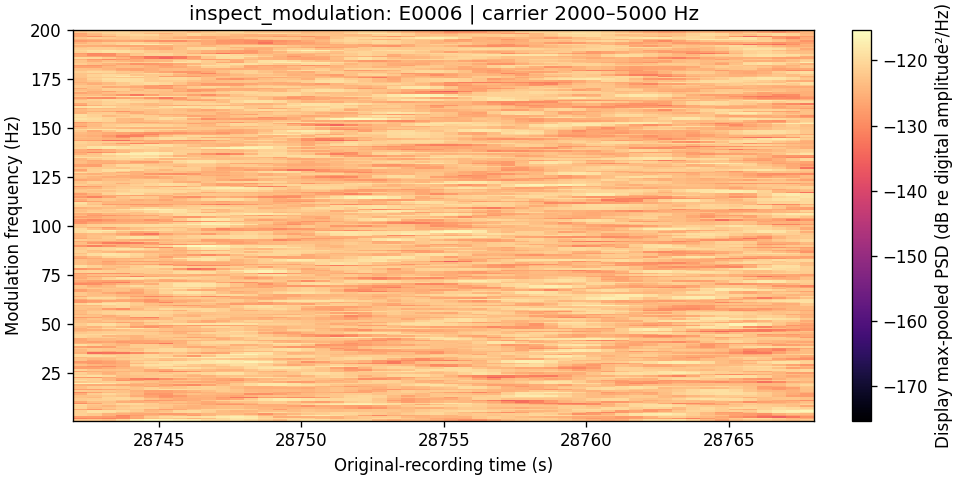 inspect_modulation: E0006 | carrier 2000–5000 Hz
200
175
150
125
100
75
50
25
Modulation frequency (Hz)
28745 28750 28755 28760 28765
Original-recording time (s)
−120
−130
−140
−150
−160
−170
Display max-pooled PSD (dB re digital amplitude²/Hz)